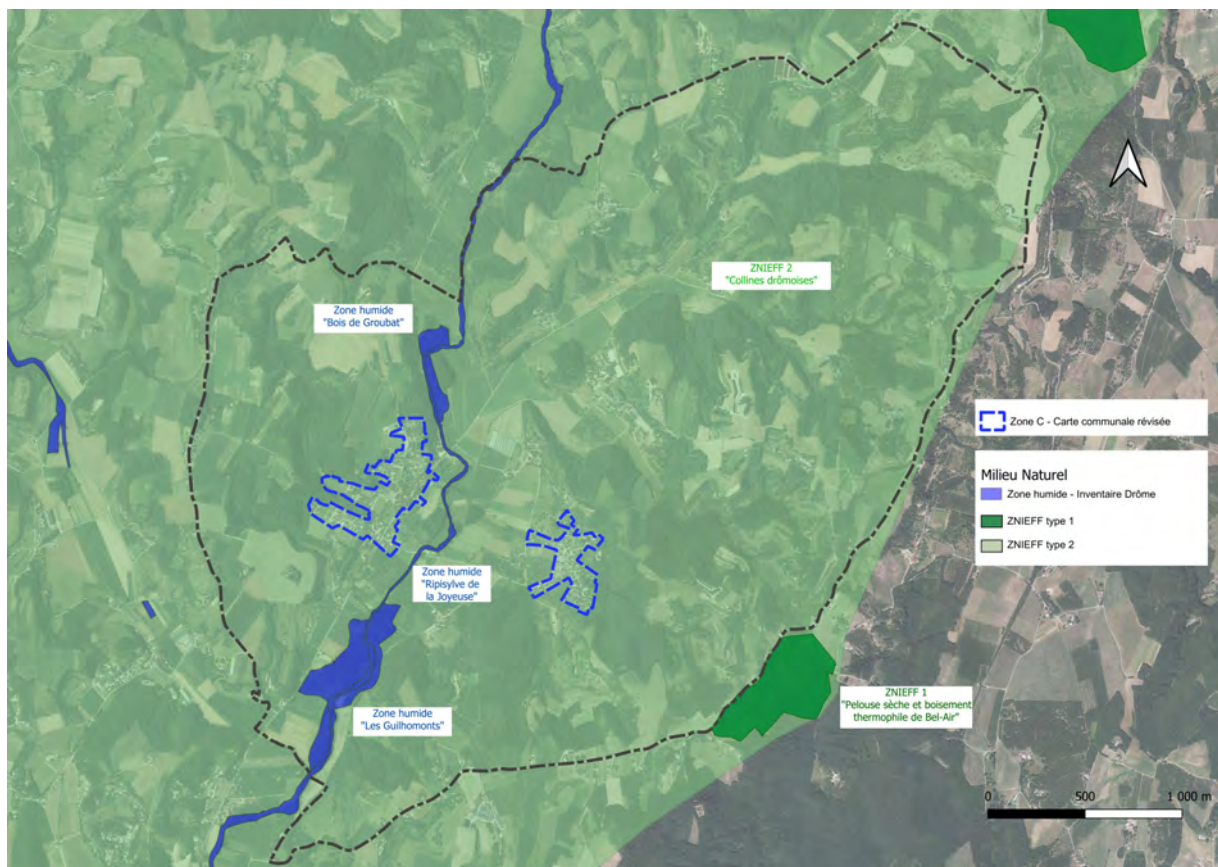 ZNIEFF 2
"Collines drômoises"
Zone humide
"Bois de Groubat"
Zone C - Carte communale révisée
Milieu Naturel
Zone humide - Inventaire Drôme
ZNIEFF type 1
ZNIEFF type 2
Zone humide
"Ripisylve de
la Joyeuse"
ZNIEFF 1
"Pelouse sèche et boisement
thermophile de Bel-Air"
Zone humide
"Les Guilhomonts"
0 500 1 000 m